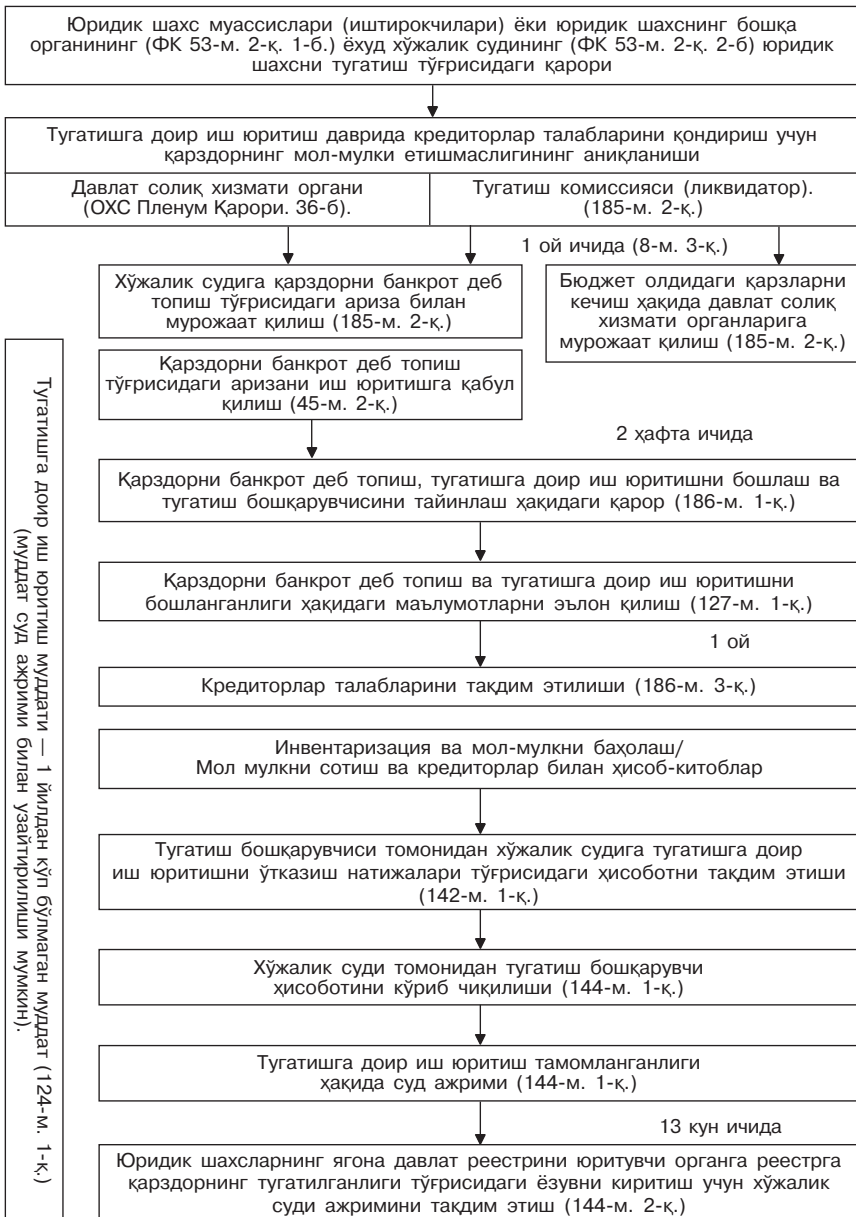 Юридик шахс муассислари (иштирокчилари) ёки юридик шахснинг бошқа
органининг (ФК 53-м. 2-қ. 1-б.) ёхуд хўжалик судининг (ФК 53-м. 2-қ. 2-б) юридик
шахсни тугатиш тўғрисидаги қарори
Тугатишга доир иш юритиш даврида кредиторлар талабларини қондириш учун
қарздорнинг мол-мулки етишмаслигининг аниқланиши
Давлат солиқ хизмати органи
(ОХС Пленум Қарори. 36-б).
Тугатиш комиссияси (ликвидатор).
(185-м. 2-қ.)
1 ой ичида (8-м. 3-қ.)
Хўжалик судига қарздорни банкрот деб
топиш тўғрисидаги ариза билан
мурожаат қилиш (185-м. 2-қ.)
Бюджет олдидаги қарзларни
кечиш ҳақида давлат солиқ
хизмати органларига
мурожаат қилиш (185-м. 2-қ.)
Қарздорни банкрот деб топиш
тўғрисидаги аризани иш юритишга қабул
қилиш (45-м. 2-қ.)
2 ҳафта ичида
Қарздорни банкрот деб топиш, тугатишга доир иш юритишни бошлаш ва
тугатиш бошқарувчисини тайинлаш ҳақидаги қарор (186-м. 1-қ.)
Қарздорни банкрот деб топиш ва тугатишга доир иш юритишни
бошланганлиги ҳақидаги маълумотларни эълон қилиш (127-м. 1-қ.)
1 ой
Кредиторлар талабларини тақдим этилиши (186-м. 3-қ.)
Инвентаризация ва мол-мулкни баҳолаш/
Мол мулкни сотиш ва кредиторлар билан ҳисоб-китоблар
Тугатиш бошқарувчиси томонидан хўжалик судига тугатишга доир
иш юритишни ўтказиш натижалари тўғрисидаги ҳисоботни тақдим этиши
(142-м. 1-қ.)
Хўжалик суди томонидан тугатиш бошқарувчи
ҳисоботини кўриб чиқилиши (144-м. 1-қ.)
Тугатишга доир иш юритиш тамомланганлиги
ҳақида суд ажрими (144-м. 1-қ.)
13 кун ичида
Юридик шахсларнинг ягона давлат реестрини юритувчи органга реестрга
қарздорнинг тугатилганлиги тўғрисидаги ёзувни киритиш учун хўжалик
суди ажримини тақдим этиш (144-м. 2-қ.)
Тугатишга доир иш юритиш муддати — 1 йилдан кўп бўлмаган муддат (124-м. 1-қ.)
(муддат суд ажрими билан узайтирилиши мумкин).